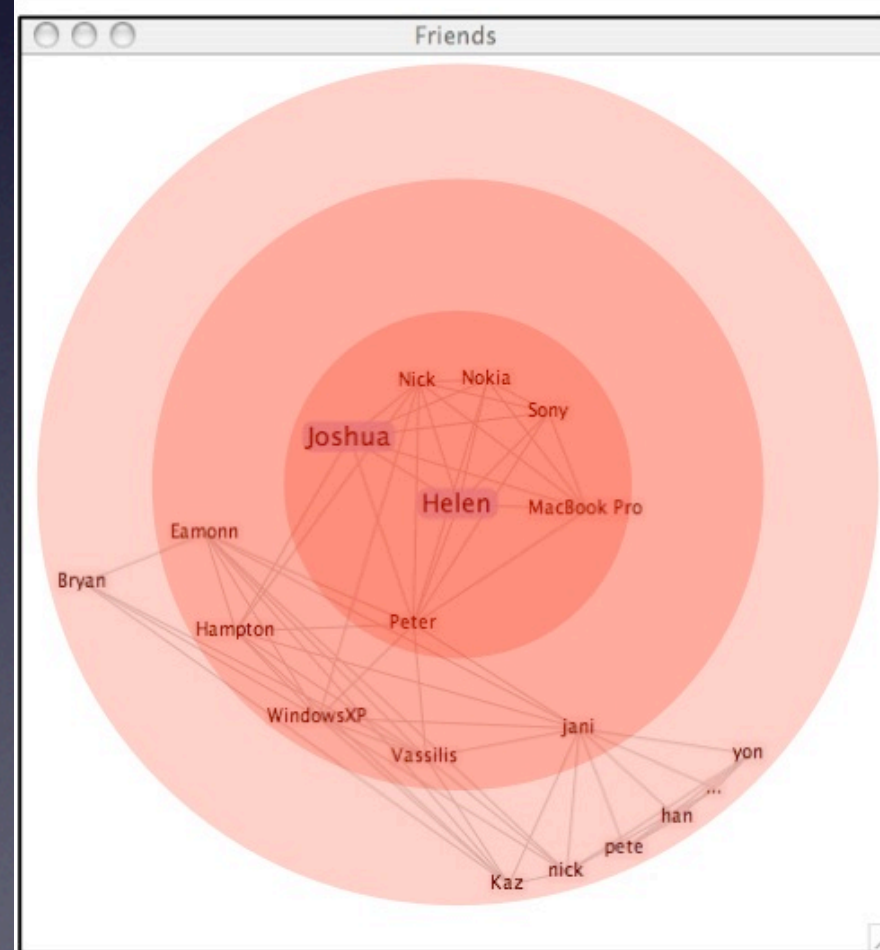 Friends
Nick
Nokia
Sony
Joshua
Helen
MacBook Pro
Eamonn
Bryan
Hampton
Peter
WindowsXP
jani
Vassilis
yon
...
han
pete
nick
Kaz